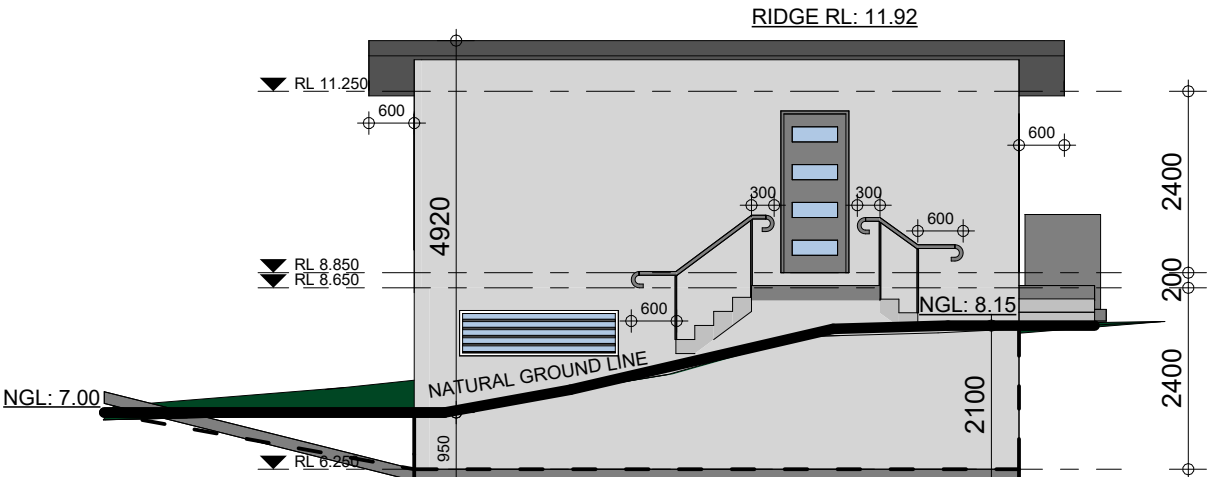 RIDGE RL: 11.92
RL 11.250
600
600
2400
300
300
4920
600
RL 8.850
RL 8.650
200
NGL: 8.15
600
NATURAL GROUND LINE
NGL: 7.00
2400
2100
950
RL 6.250